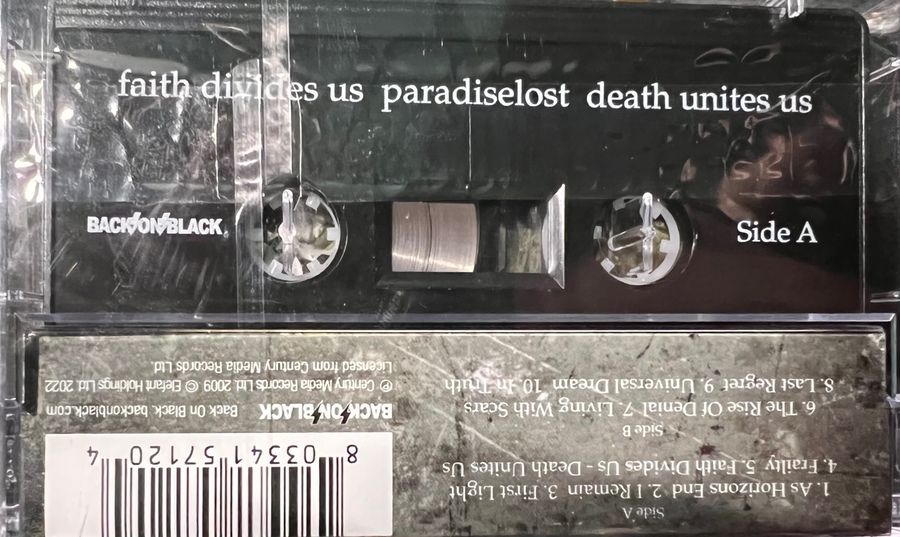 faith divides us paradiselost death unites us
BACK ON BLACK
Side A
Side A
1. As Horizons End 2. I Remain 3. First Light
4. Frailty 5. Faith Divides Us - Death Unites Us
Side B
6. The Rise Of Denial 7. Living With Scars
8. Last Regret 9. Universal Dream 10. In Truth
8 03341 57120 4
BACK ON BLACK Back On Black. backonblack.com
℗ Century Media Records Ltd. 2009 © Elefant Holdings Ltd. 2022
Licensed from Century Media Records Ltd.